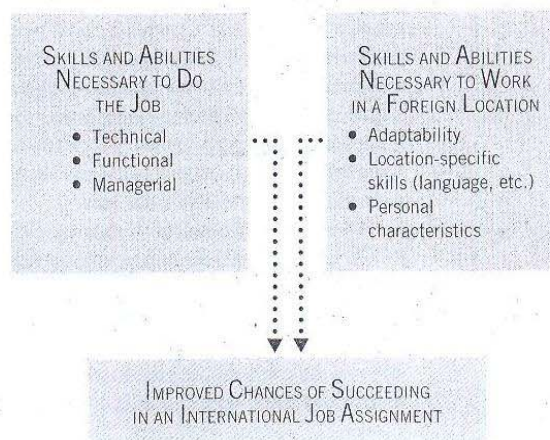 SKILLS AND ABILITIES
NECESSARY TO DO
THE JOB
• Technical
• Functional
• Managerial
SKILLS AND ABILITIES
NECESSARY TO WORK
IN A FOREIGN LOCATION
• Adaptability
• Location-specific
skills (language, etc.)
• Personal
characteristics
IMPROVED CHANCES OF SUCCEEDING
IN AN INTERNATIONAL JOB ASSIGNMENT